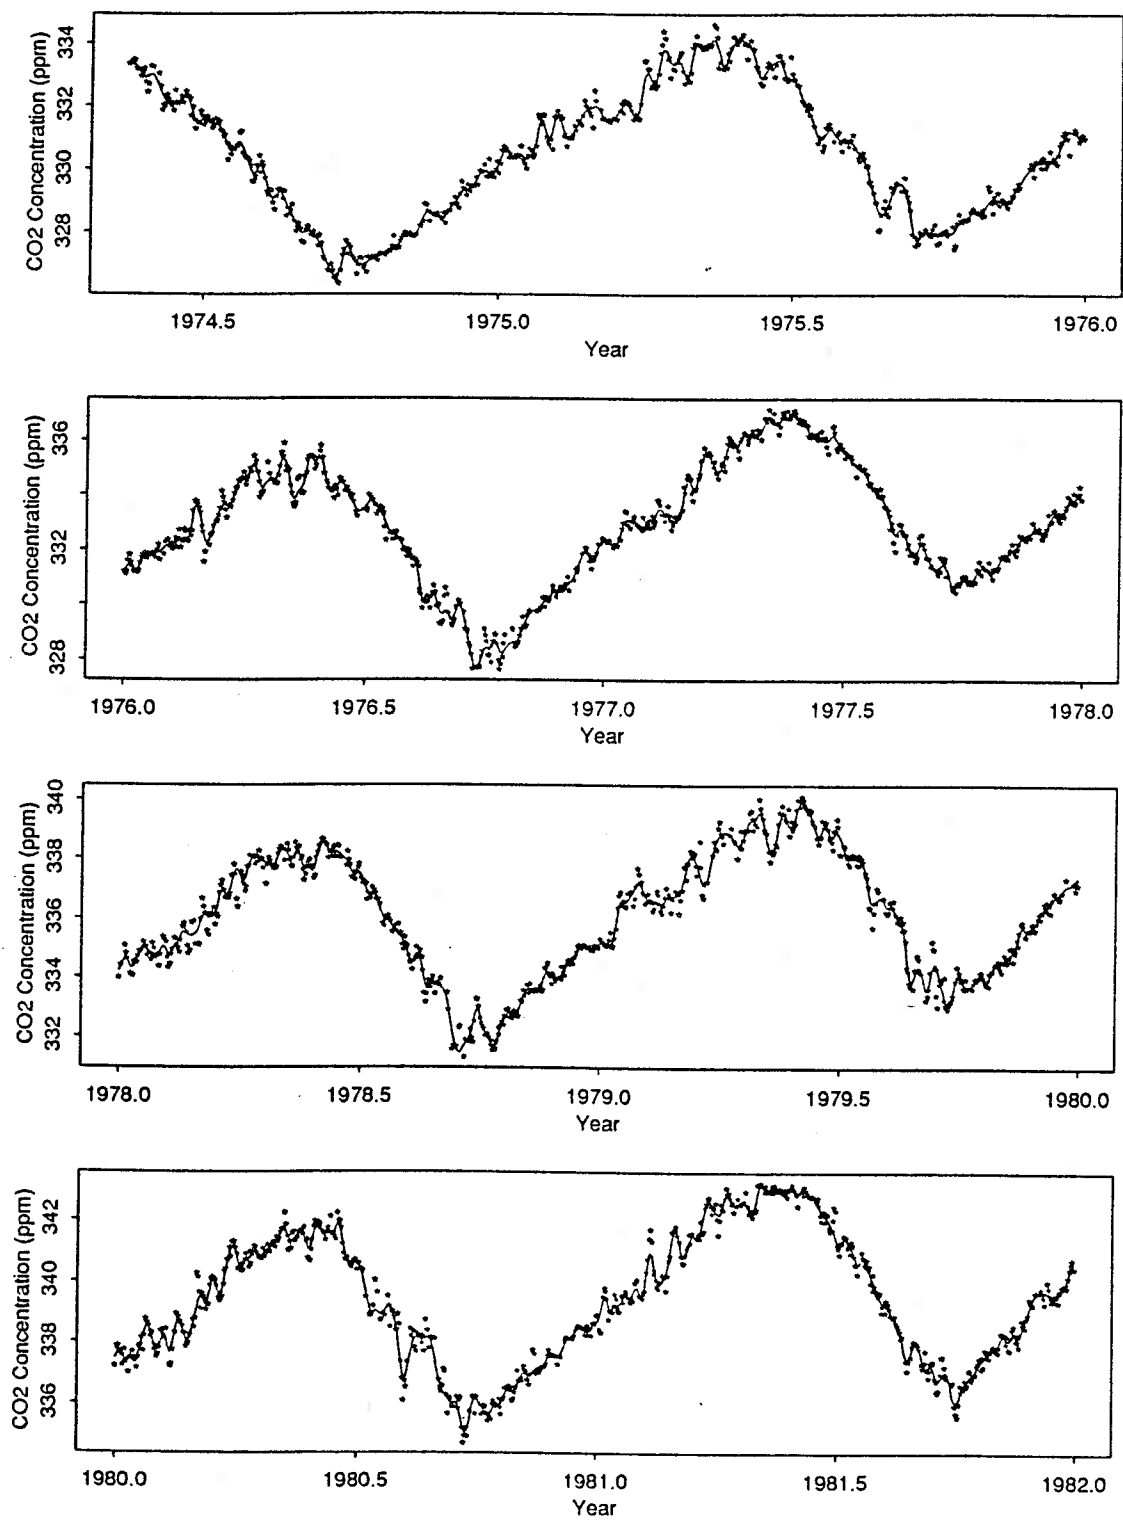 CO2 Concentration (ppm)
334
332
330
328
1974.5 1975.0 1975.5 1976.0
Year
CO2 Concentration (ppm)
336
332
328
1976.0 1976.5 1977.0 1977.5 1978.0
Year
CO2 Concentration (ppm)
340
338
336
334
332
1978.0 1978.5 1979.0 1979.5 1980.0
Year
CO2 Concentration (ppm)
342
340
338
336
1980.0 1980.5 1981.0 1981.5 1982.0
Year